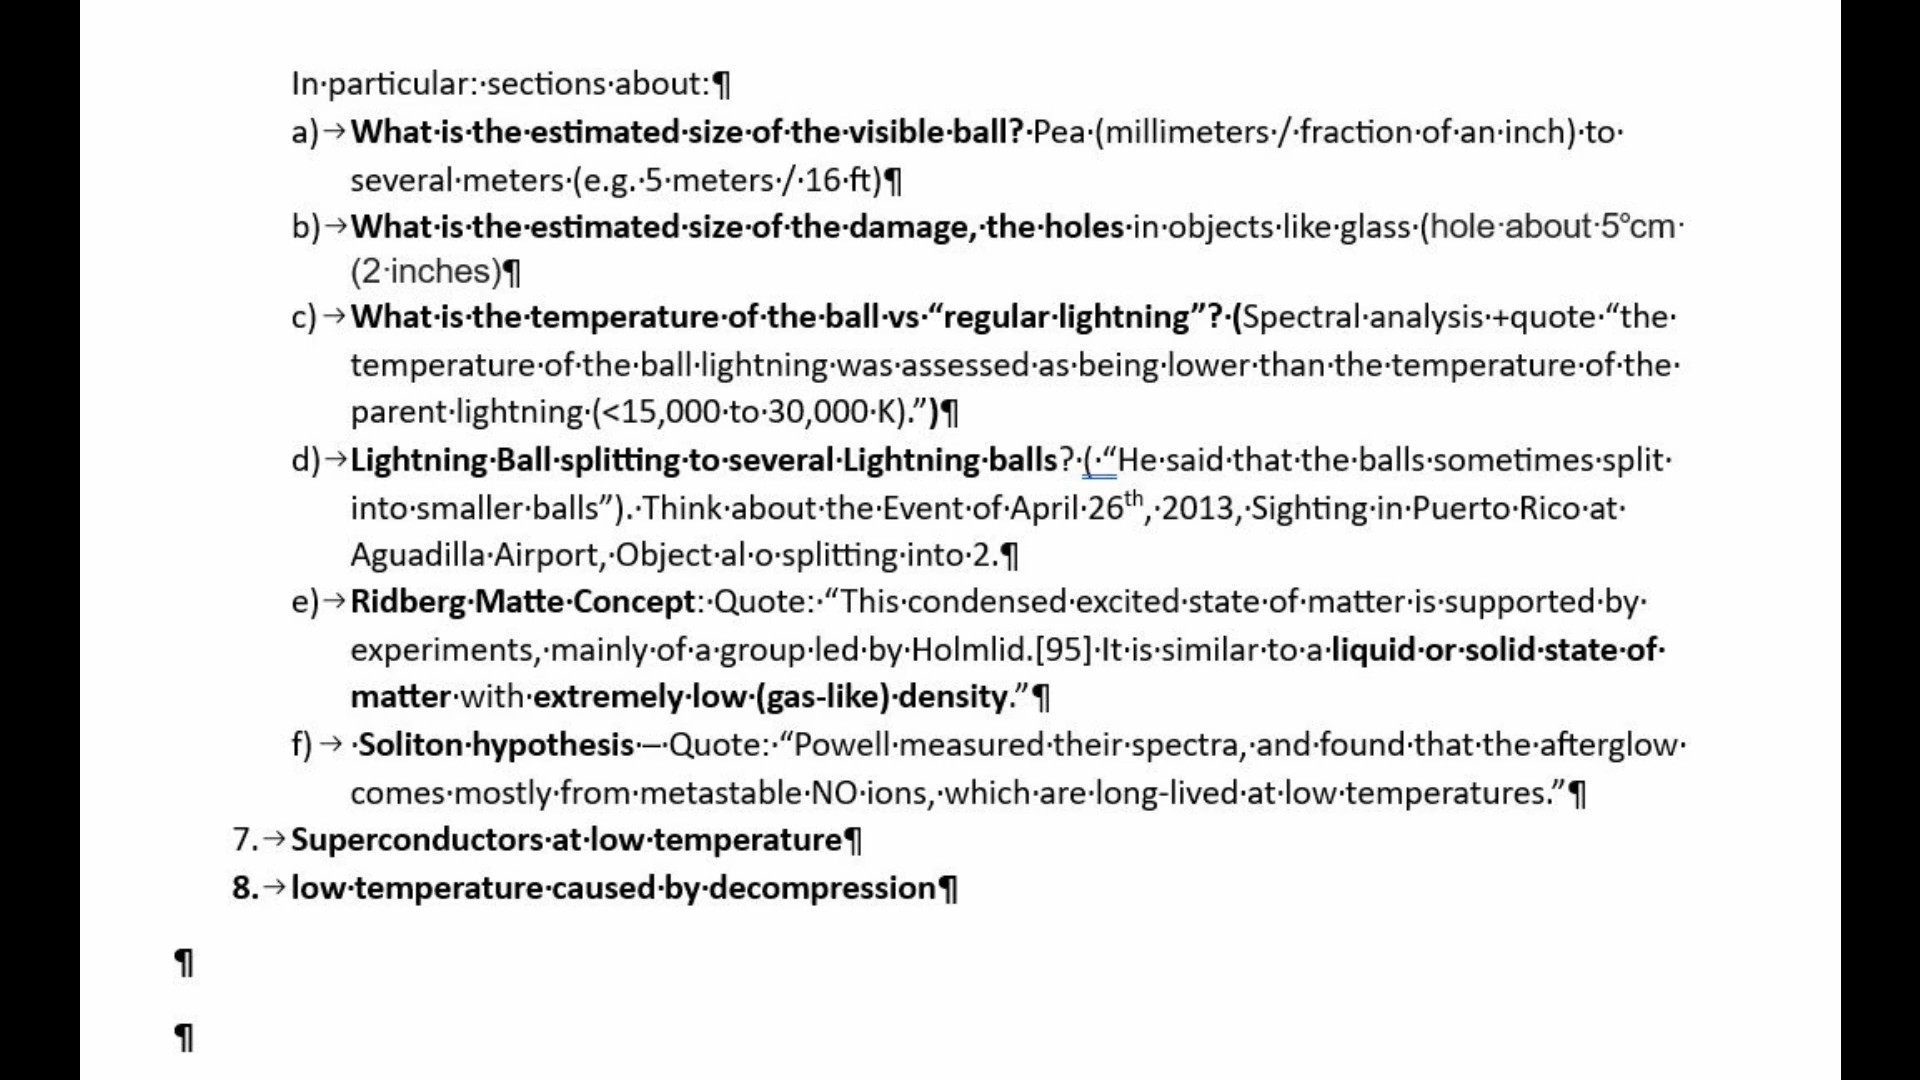 In particular: sections about:¶
a)→What is the estimated size of the visible ball? Pea (millimeters / fraction of an inch) to
several meters (e.g. 5 meters / 16 ft)¶
b)→What is the estimated size of the damage, the holes in objects like glass (hole about 5°cm
(2 inches)¶
c)→What is the temperature of the ball vs “regular lightning”? (Spectral analysis +quote “the
temperature of the ball lightning was assessed as being lower than the temperature of the
parent lightning (<15,000 to 30,000 K).”)¶
d)→Lightning Ball splitting to several Lightning balls? ( “He said that the balls sometimes split
into smaller balls”). Think about the Event of April 26th, 2013, Sighting in Puerto Rico at
Aguadilla Airport, Object al o splitting into 2.¶
e)→Ridberg Matte Concept: Quote: “This condensed excited state of matter is supported by
experiments, mainly of a group led by Holmlid.[95] It is similar to a liquid or solid state of
matter with extremely low (gas-like) density.”¶
f)→ Soliton hypothesis – Quote: “Powell measured their spectra, and found that the afterglow
comes mostly from metastable NO ions, which are long-lived at low temperatures.”¶
7.→Superconductors at low temperature¶
8.→low temperature caused by decompression¶
¶
¶